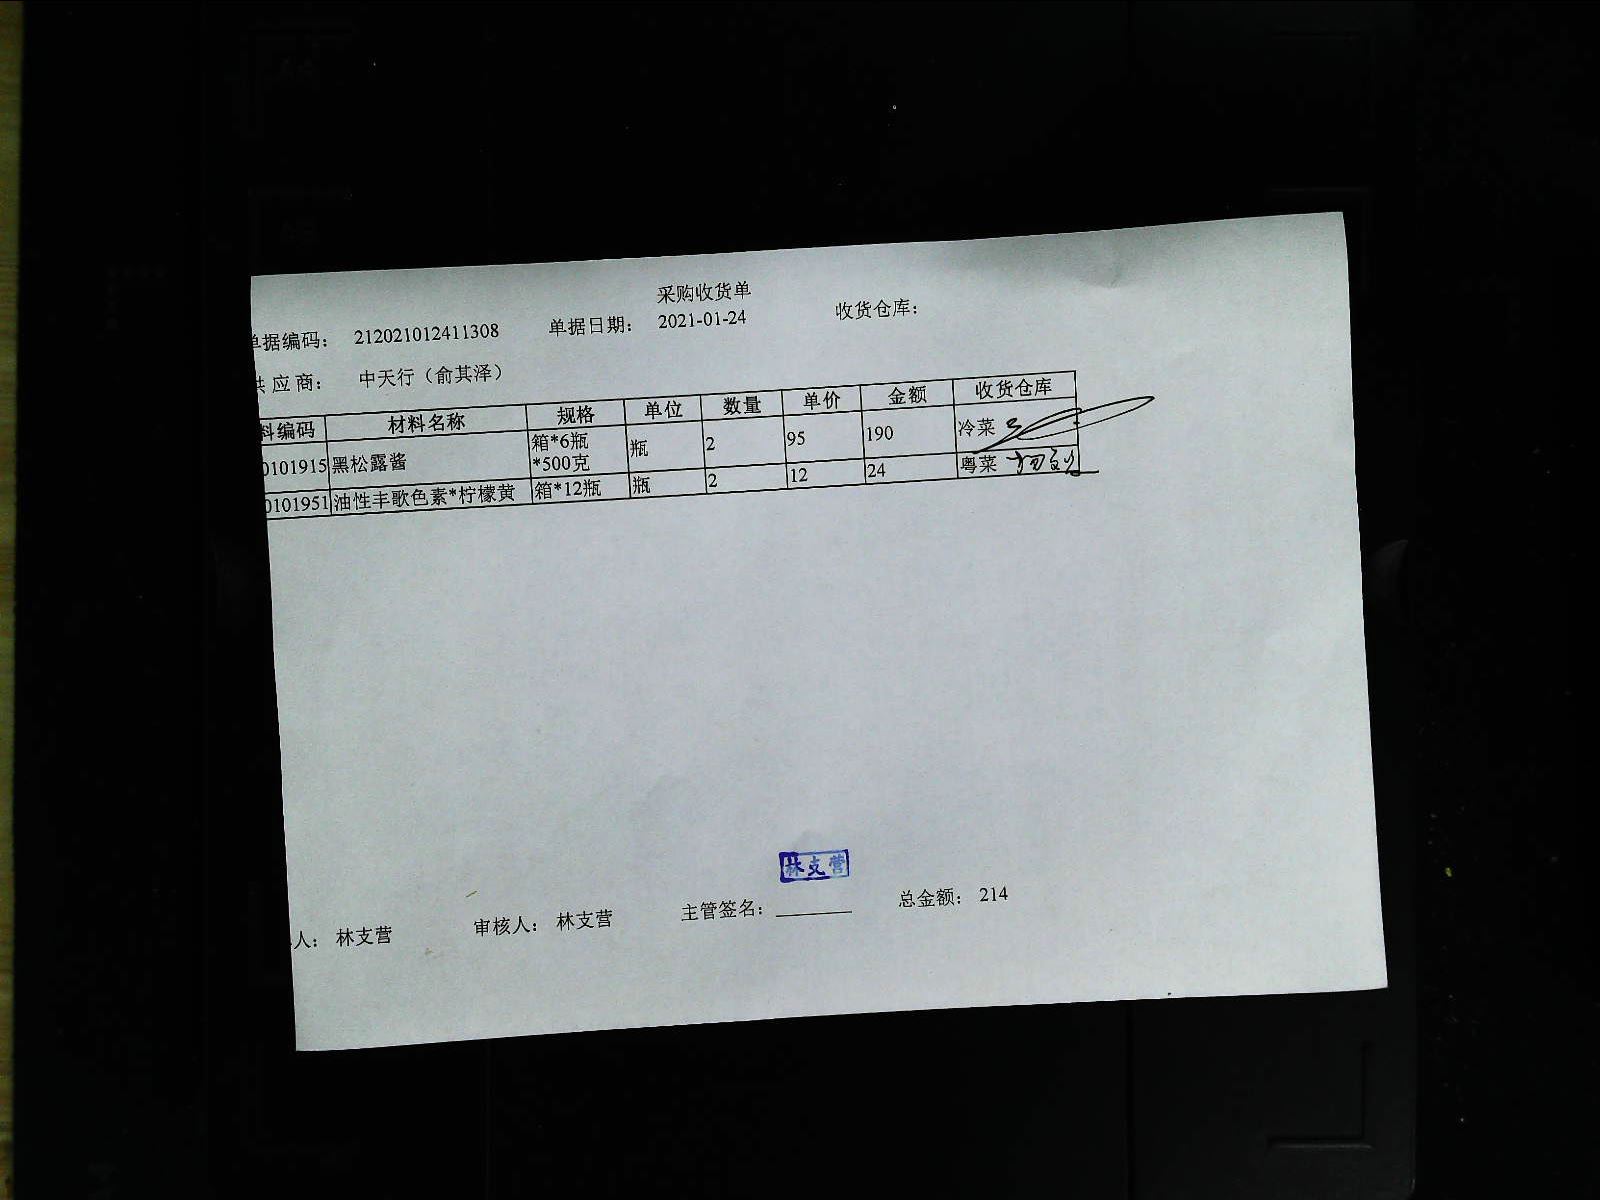 采购收货单
单据编码： 212021012411308 单据日期： 2021-01-24 收货仓库：
供应商： 中天行（俞其泽）
料编码 材料名称 规格 单位 数量 单价 金额 收货仓库
0101915 黑松露酱 箱*6瓶*500克 瓶 2 95 190 冷菜
0101951 油性丰歌色素*柠檬黄 箱*12瓶 瓶 2 12 24 粤菜
林支营
人： 林支营 审核人： 林支营 主管签名： 总金额： 214